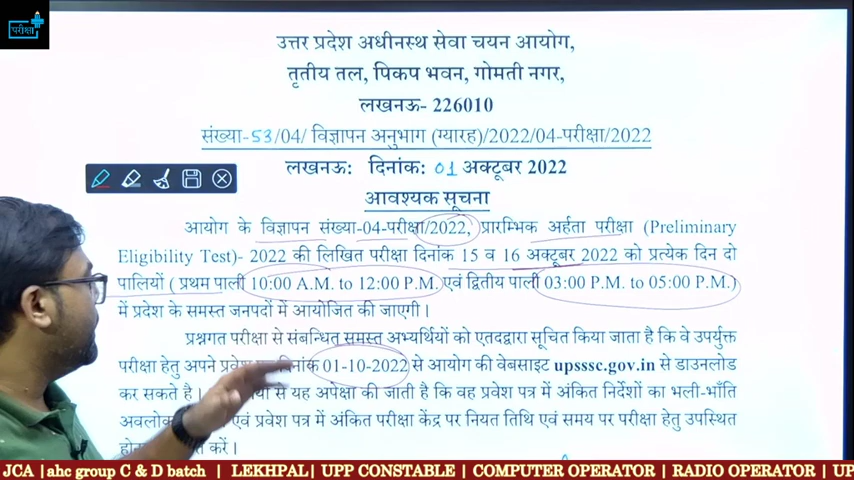 परीक्षा
उत्तर प्रदेश अधीनस्थ सेवा चयन आयोग,
तृतीय तल, पिकप भवन, गोमती नगर,
लखनऊ- 226010
संख्या-53/04/ विज्ञापन अनुभाग (ग्यारह)/2022/04-परीक्षा/2022
लखनऊ: दिनांक: 01 अक्टूबर 2022
आवश्यक सूचना
आयोग के विज्ञापन संख्या-04-परीक्षा/2022, प्रारम्भिक अर्हता परीक्षा (Preliminary
Eligibility Test)- 2022 की लिखित परीक्षा दिनांक 15 व 16 अक्टूबर 2022 को प्रत्येक दिन दो
पालियों ( प्रथम पाली 10:00 A.M. to 12:00 P.M. एवं द्वितीय पाली 03:00 P.M. to 05:00 P.M.)
में प्रदेश के समस्त जनपदों में आयोजित की जाएगी।
प्रश्नगत परीक्षा से संबन्धित समस्त अभ्यर्थियों को एतदद्वारा सूचित किया जाता है कि वे उपर्युक्त
परीक्षा हेतु अपने प्रवेश दिनांक 01-10-2022 से आयोग की वेबसाइट upsssc.gov.in से डाउनलोड
कर सकते है। से यह अपेक्षा की जाती है कि वह प्रवेश पत्र में अंकित निर्देशों का भली-भाँति
एवं प्रवेश पत्र में अंकित परीक्षा केंद्र पर नियत तिथि एवं समय पर परीक्षा हेतु उपस्थित
करें।
JCA |ahc group C & D batch | LEKHPAL| UPP CONSTABLE | COMPUTER OPERATOR | RADIO OPERATOR | UP